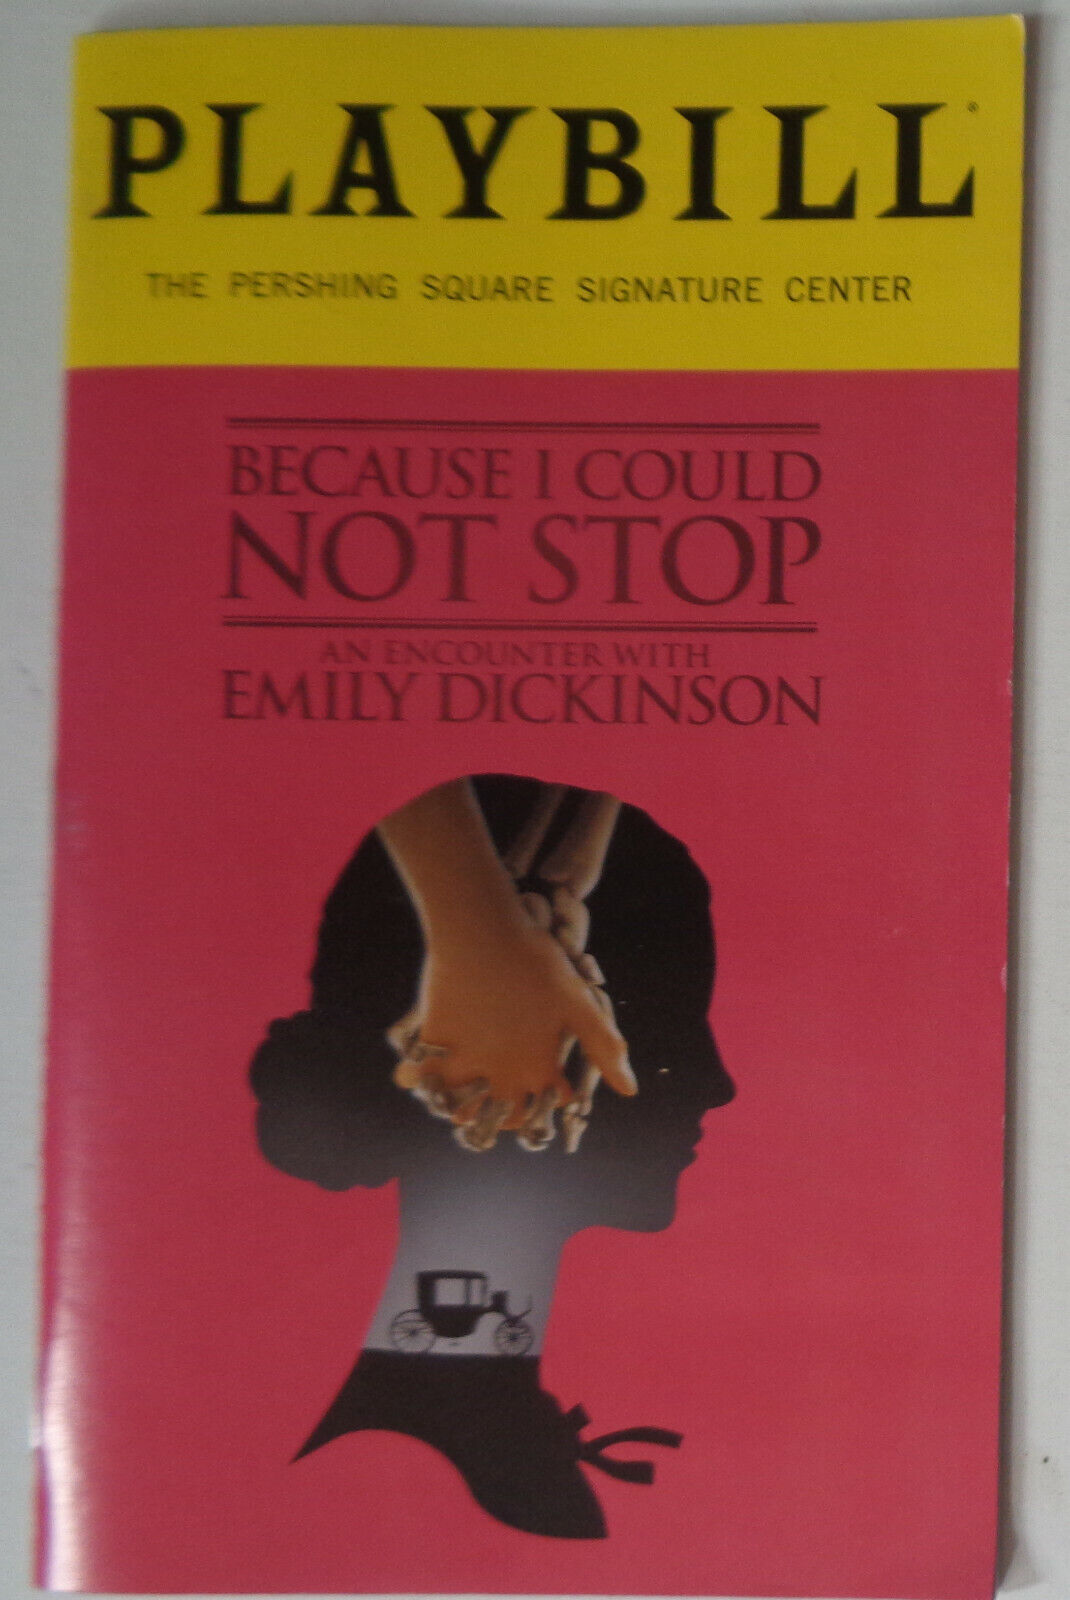 PLAYBILL®
THE PERSHING SQUARE SIGNATURE CENTER
BECAUSE I COULD
NOT STOP
AN ENCOUNTER WITH
EMILY DICKINSON